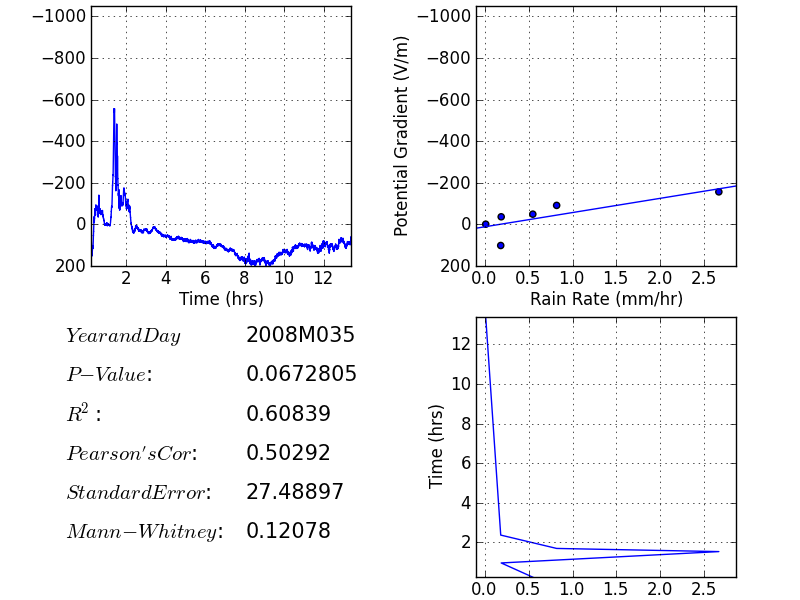 −1000
−800
−600
−400
−200
0
200
2 4 6 8 10 12
Time (hrs)
Potential Gradient (V/m)
−1000
−800
−600
−400
−200
0
200
0.0 0.5 1.0 1.5 2.0 2.5
Rain Rate (mm/hr)
YearandDay 2008M035
P−Value: 0.0672805
R²: 0.60839
Pearson'sCor: 0.50292
StandardError: 27.48897
Mann−Whitney: 0.12078
Time (hrs)
12
10
8
6
4
2
0.0 0.5 1.0 1.5 2.0 2.5